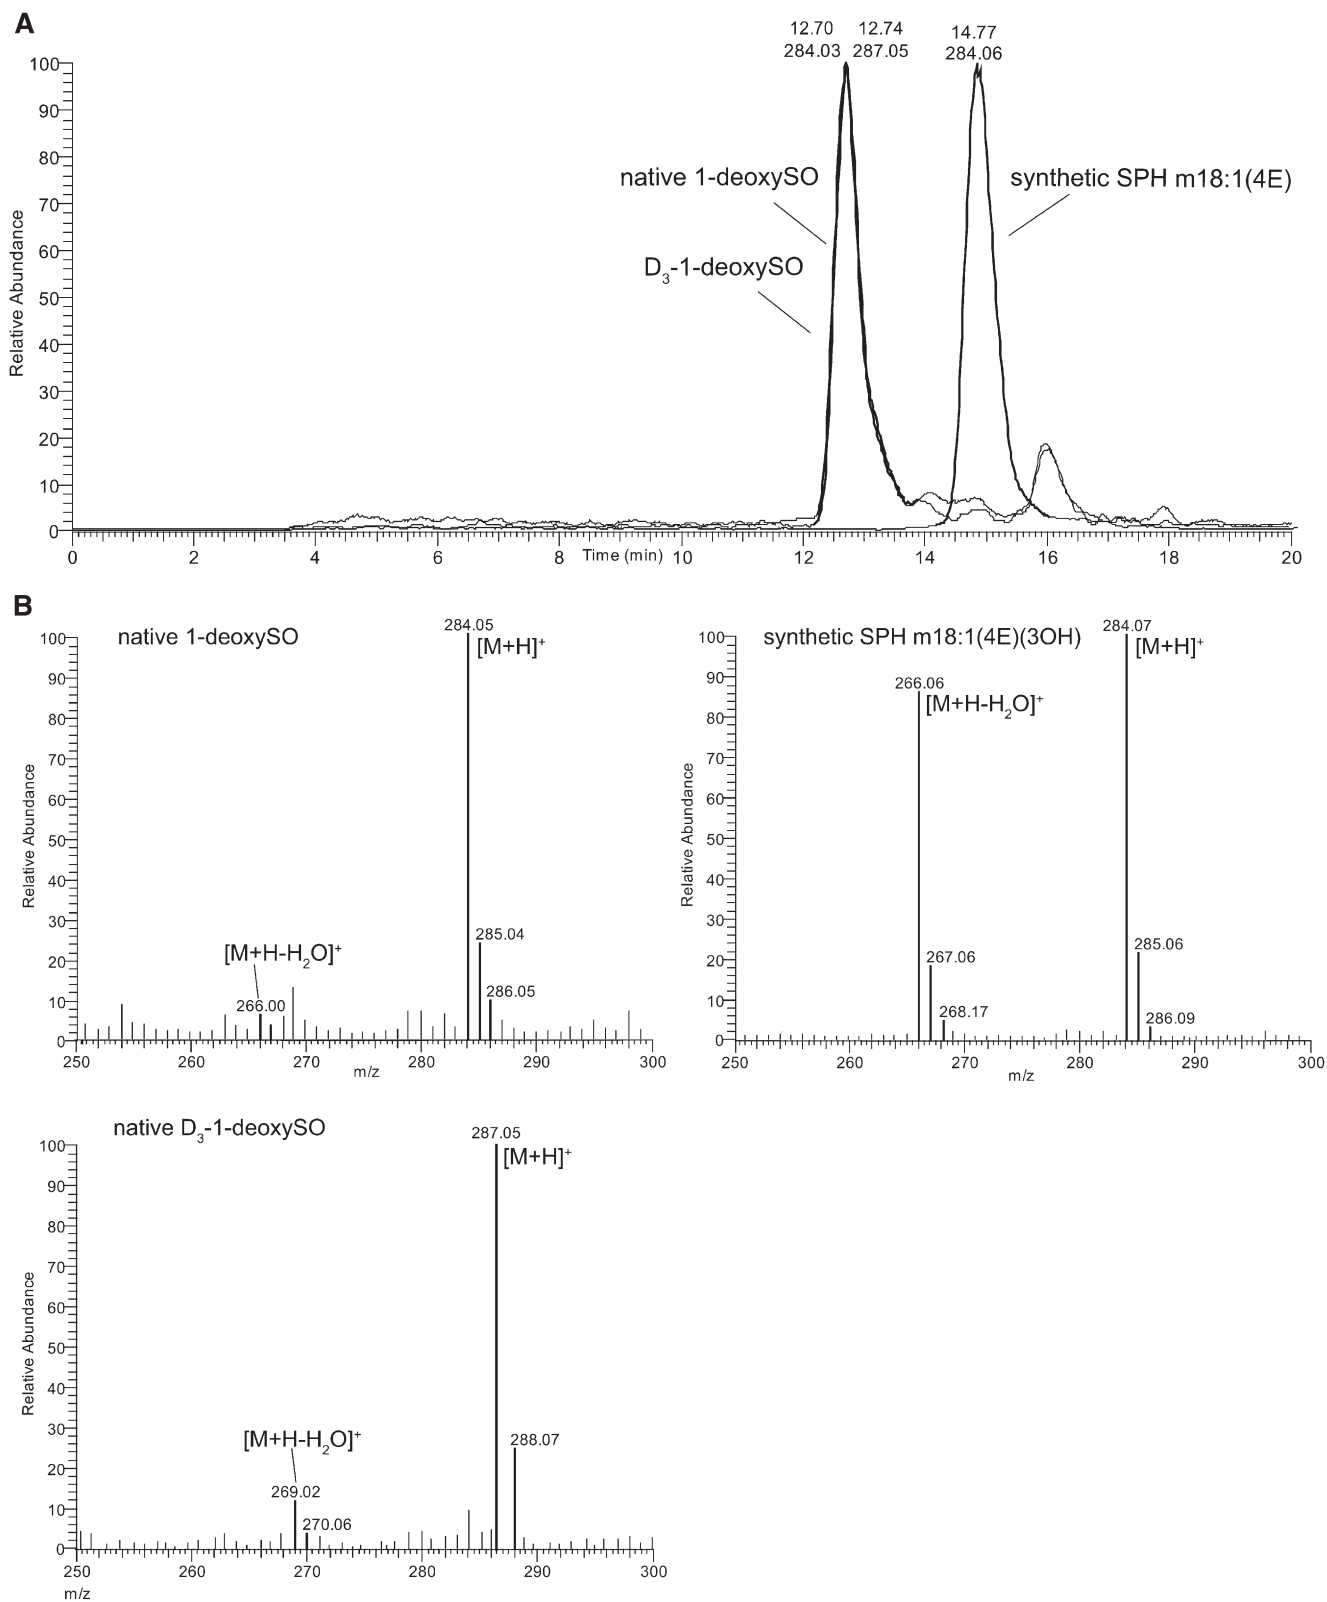 A
12.70 12.74 14.77
284.03 287.05 284.06
100
90
80
70
60
50
40
30
20
10
0
Relative Abundance
native 1-deoxySO
D3-1-deoxySO
synthetic SPH m18:1(4E)
0 2 4 6 8 Time (min) 10 12 14 16 18 20
B
native 1-deoxySO
284.05
[M+H]+
100
90
80
70
60
50
40
30
20
10
0
Relative Abundance
[M+H-H2O]+
266.00
285.04
286.05
250 260 270 280 290 300
m/z
synthetic SPH m18:1(4E)(3OH)
284.07
[M+H]+
266.06
[M+H-H2O]+
100
90
80
70
60
50
40
30
20
10
0
Relative Abundance
267.06
268.17
285.06
286.09
250 260 270 280 290 300
m/z
native D3-1-deoxySO
287.05
[M+H]+
100
90
80
70
60
50
40
30
20
10
0
Relative Abundance
[M+H-H2O]+
269.02
270.06
288.07
250 260 270 280 290 300
m/z